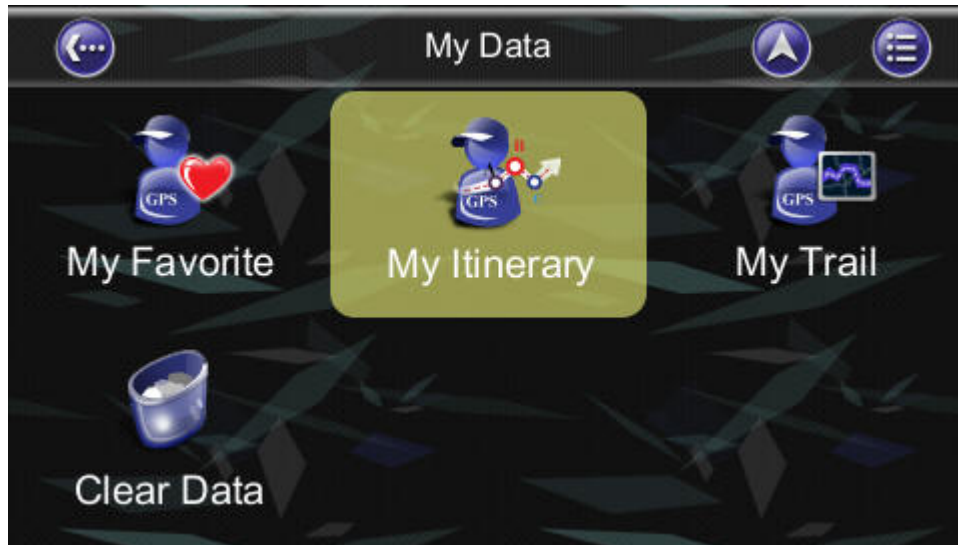 My Data
GPS
GPS
GPS
My Favorite
My Itinerary
My Trail
B
Clear Data